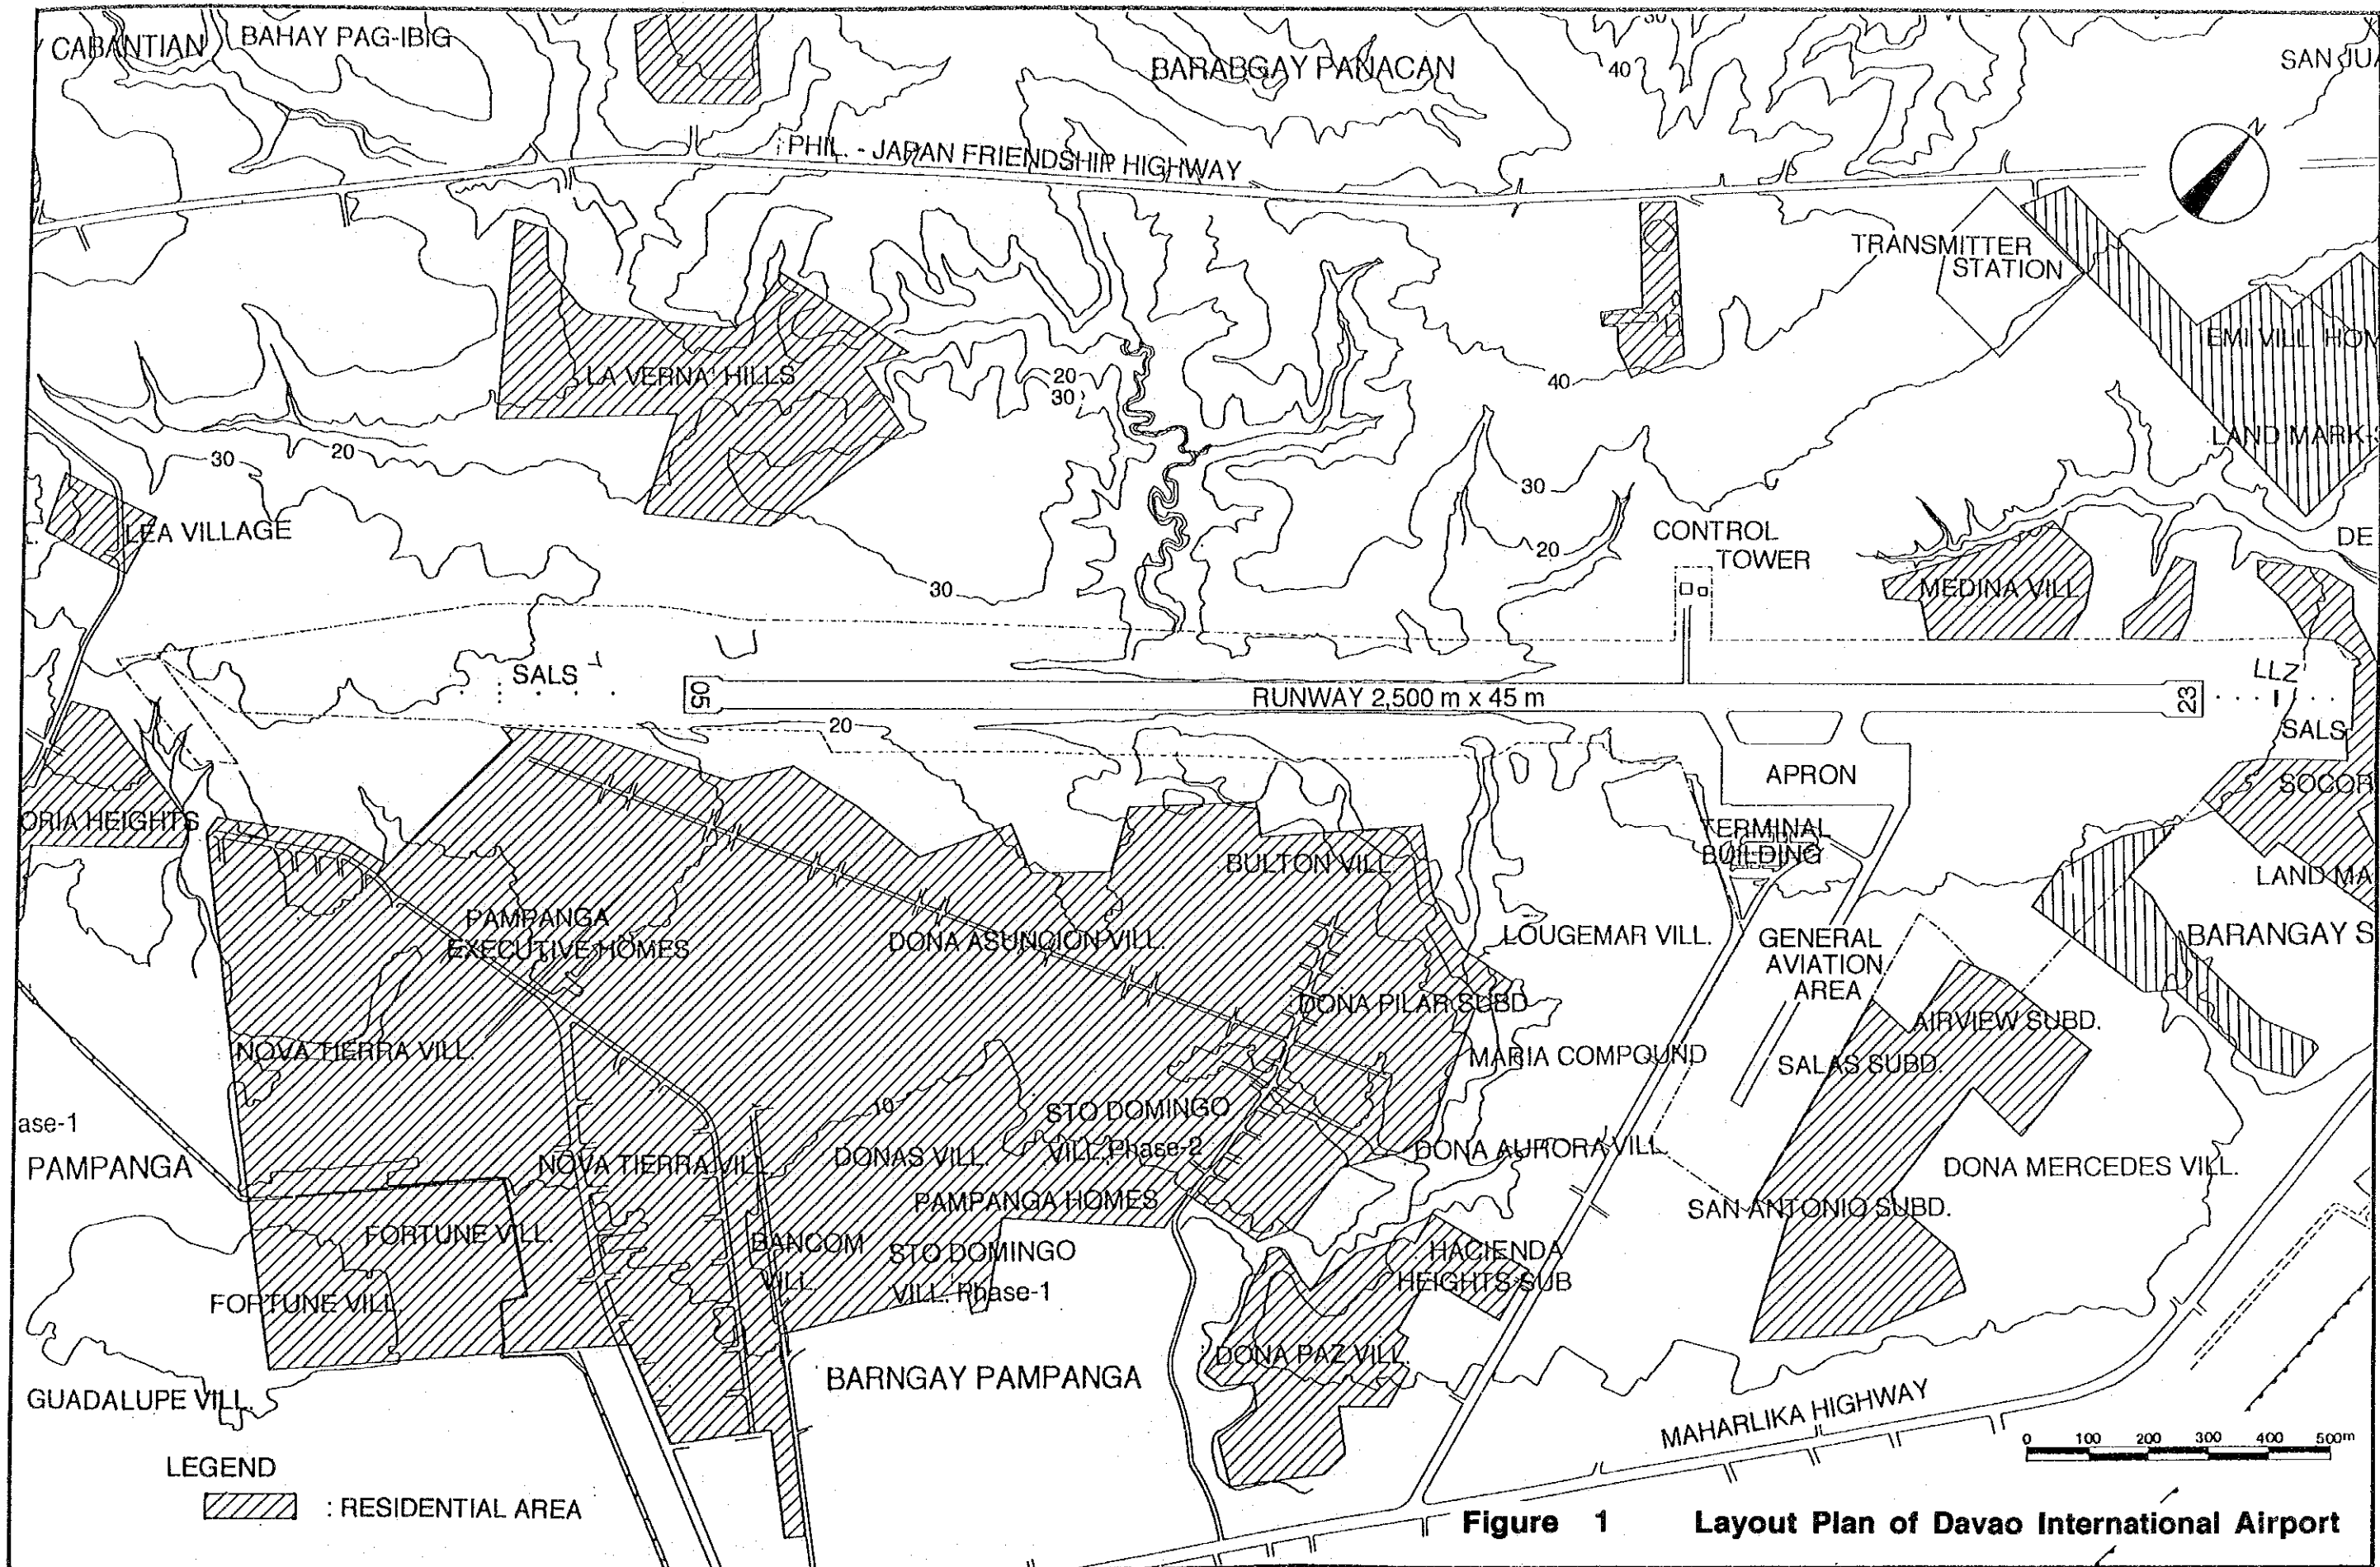 CABANTIAN
BAHAY PAG-IBIG
BARABGAY PANACAN
30
40
SAN JUA
PHIL. - JAPAN FRIENDSHIP HIGHWAY
N
TRANSMITTER
STATION
EMI VILL HOM
LA VERNA' HILLS
20
30
40
LAND MARK-
30
20
30
LEA VILLAGE
CONTROL
TOWER
20
DE
30
MEDINA VILL
SALS
05
RUNWAY 2,500 m x 45 m
23
LLZ
SALS
20
APRON
SOCOR
ORIA HEIGHTS
TERMINAL
BUILDING
BULTON VILL.
LAND MA
PAMPANGA
EXECUTIVE HOMES
DONA ASUNCION VILL.
LOUGEMAR VILL.
GENERAL
AVIATION
AREA
BARANGAY S
DONA PILAR SUBD
AIRVIEW SUBD.
NOVA TIERRA VILL.
MARIA COMPOUND
SALAS SUBD.
10
STO DOMINGO
VILL. Phase-2
ase-1
PAMPANGA
NOVA TIERRA VILL.
DONAS VILL.
DONA AURORA VILL.
DONA MERCEDES VILL.
PAMPANGA HOMES
SAN ANTONIO SUBD.
FORTUNE VILL.
BANCOM
VILL.
STO DOMINGO
VILL. Phase-1
HACIENDA
HEIGHTS SUB
FORTUNE VILL.
DONA PAZ VILL.
BARNGAY PAMPANGA
GUADALUPE VILL.
MAHARLIKA HIGHWAY
0 100 200 300 400 500m
LEGEND
: RESIDENTIAL AREA
Figure 1 Layout Plan of Davao International Airport